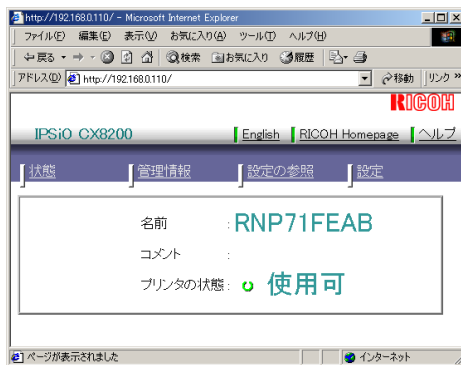 http://192.168.0.110/ - Microsoft Internet Explorer
ファイル(F) 編集(E) 表示(V) お気に入り(A) ツール(T) ヘルプ(H)
戻る 検索 お気に入り 履歴
アドレス(D) http://192.168.0.110/ 移動 リンク »
RICOH
IPSiO CX8200 English RICOH Homepage ヘルプ
状態 管理情報 設定の参照 設定
名前 : RNP71FEAB
コメント :
プリンタの状態 : 使用可
ページが表示されました インターネット